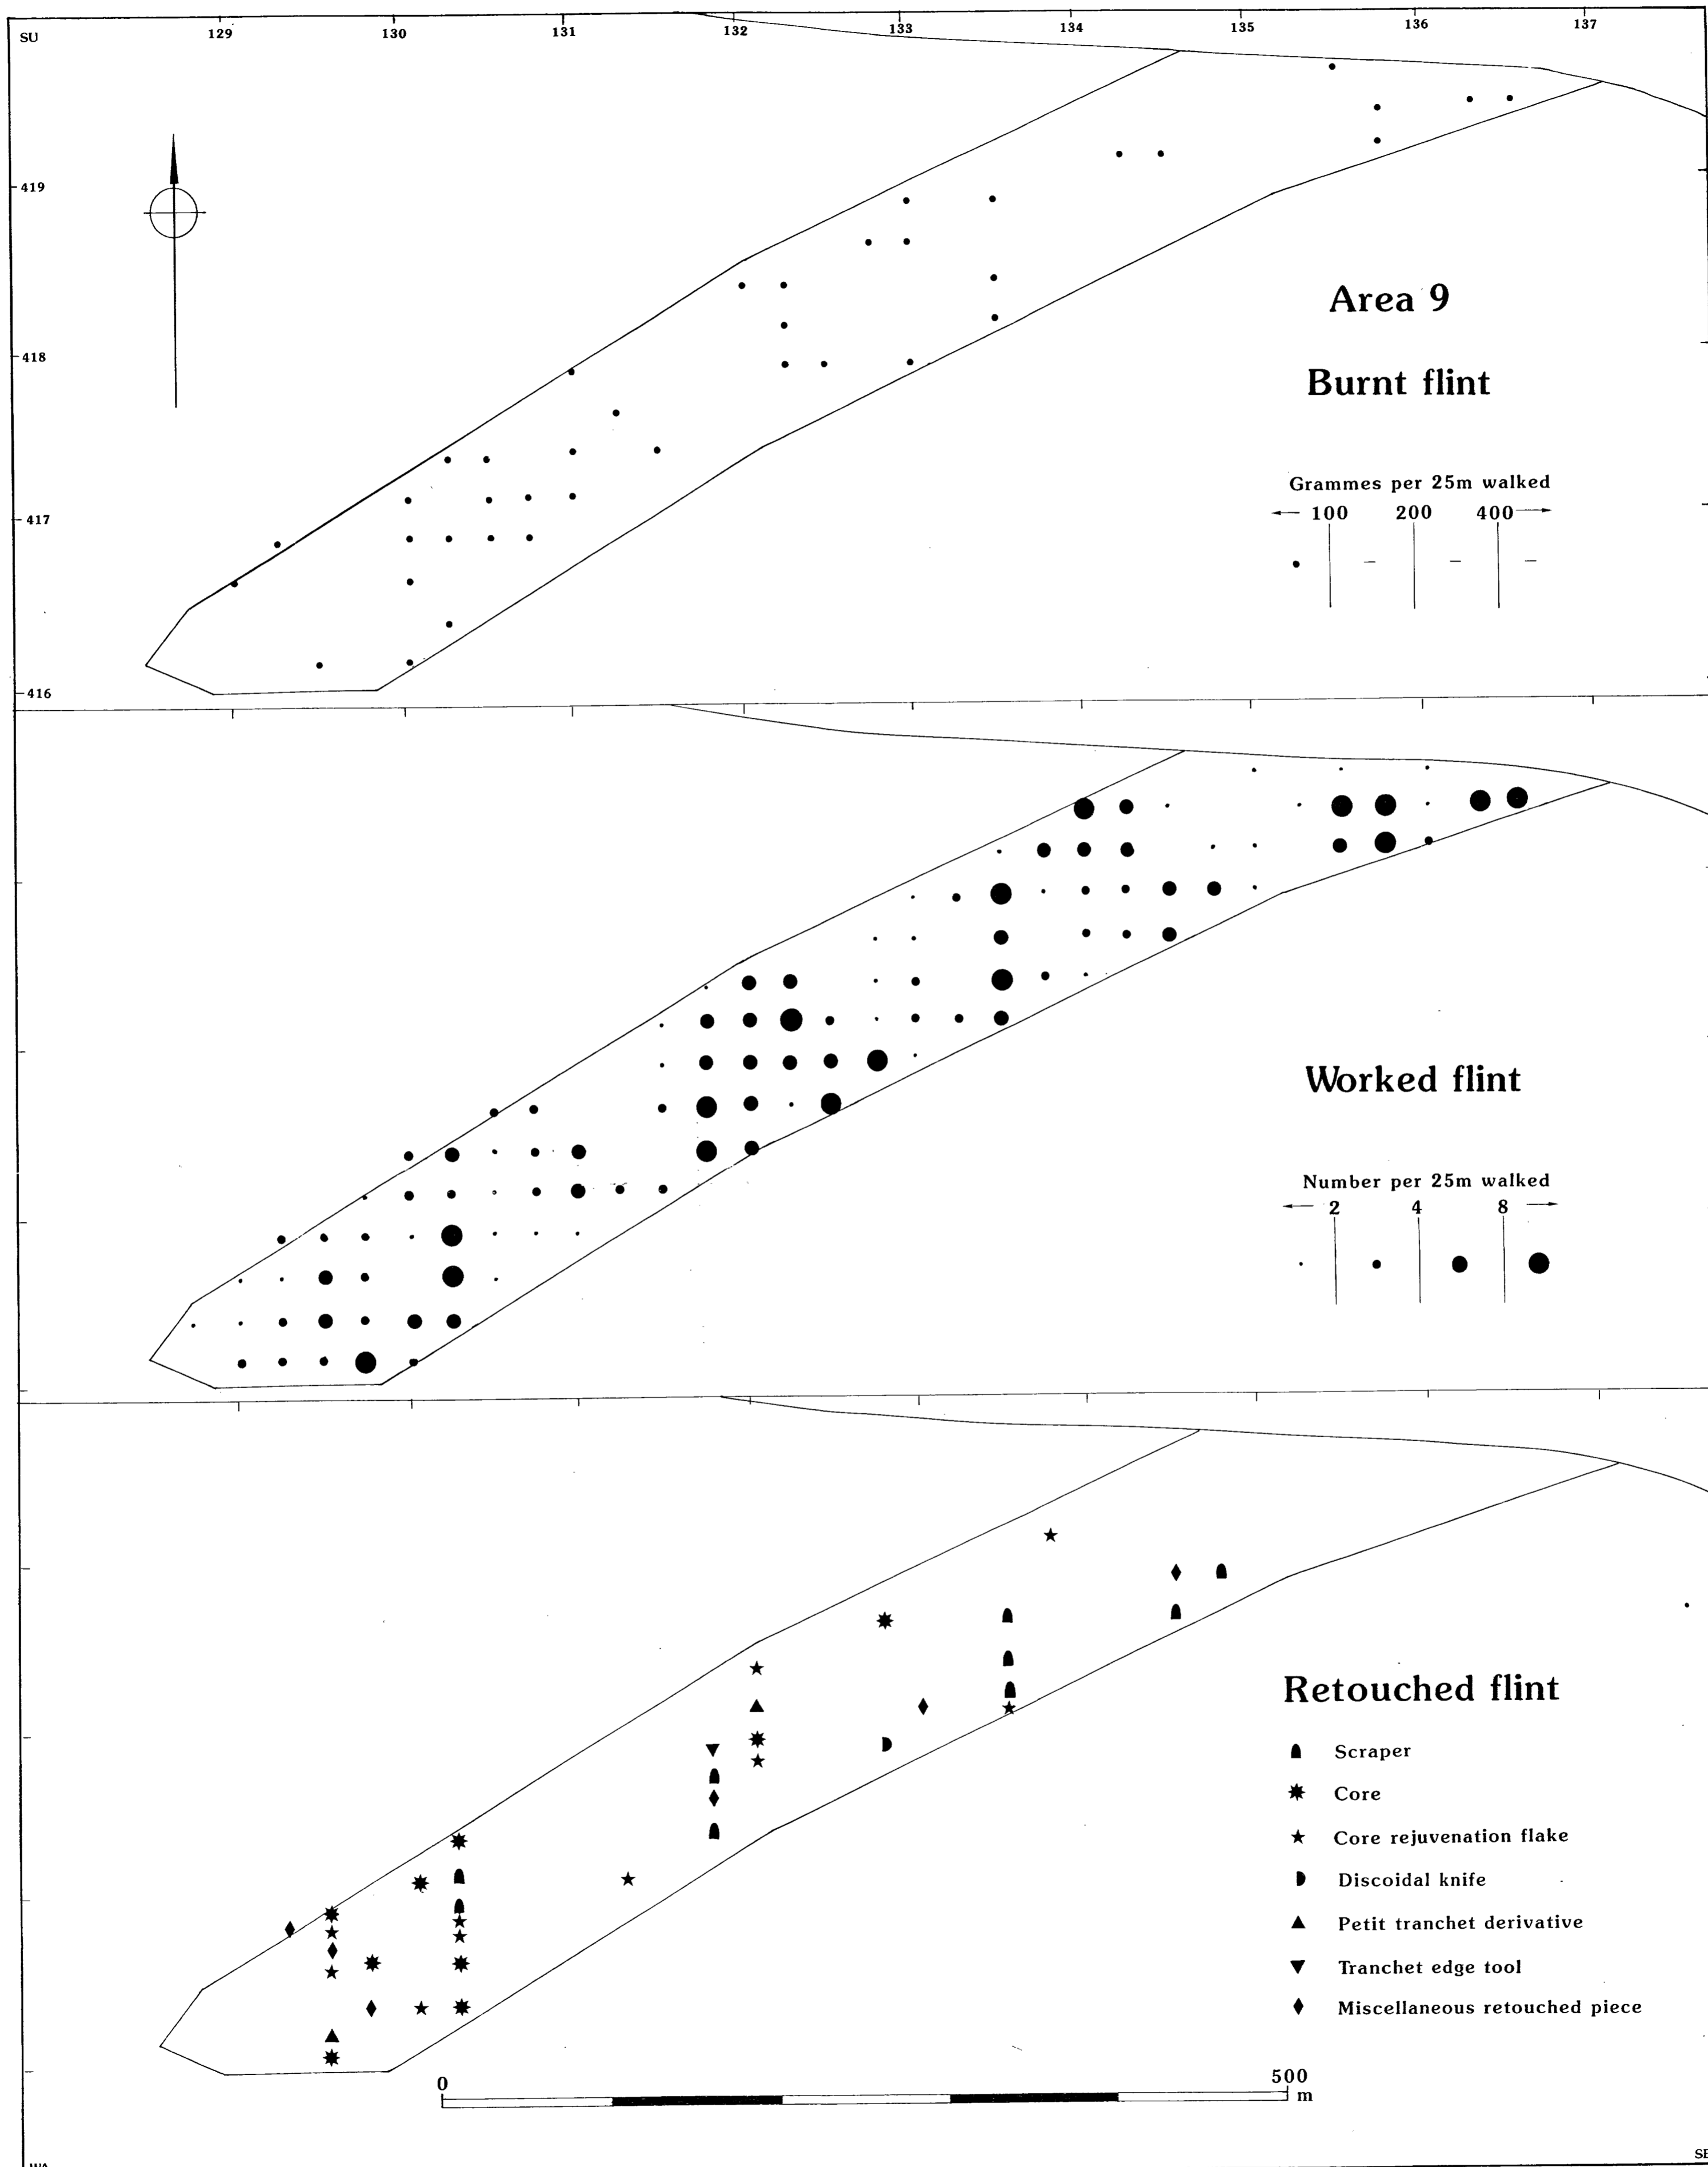 SU 129 130 131 132 133 134 135 136 137
419
418
417
416
Area 9
Burnt flint
Grammes per 25m walked
100 200 400
Worked flint
Number per 25m walked
2 4 8
Retouched flint
Scraper
Core
Core rejuvenation flake
Discoidal knife
Petit tranchet derivative
Tranchet edge tool
Miscellaneous retouched piece
0 500
m